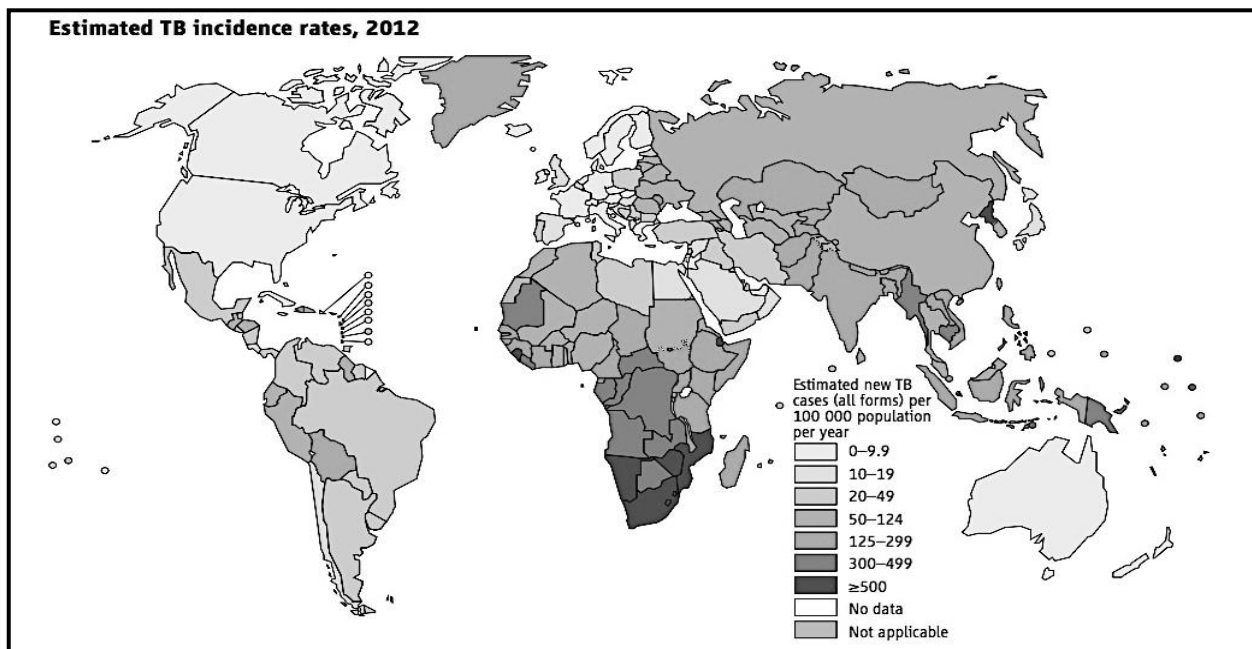 Estimated TB incidence rates, 2012
Estimated new TB
cases (all forms) per
100 000 population
per year
0–9.9
10–19
20–49
50–124
125–299
300–499
≥500
No data
Not applicable